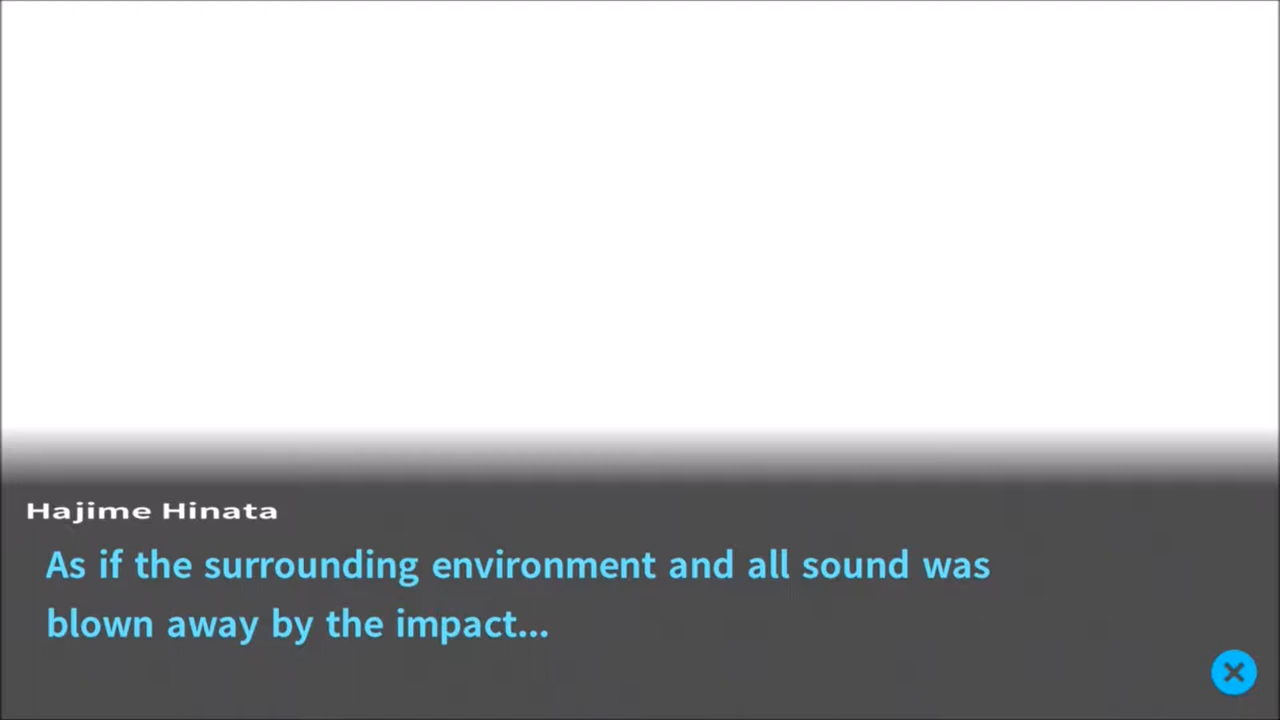 Hajime Hinata
As if the surrounding environment and all sound was
blown away by the impact...